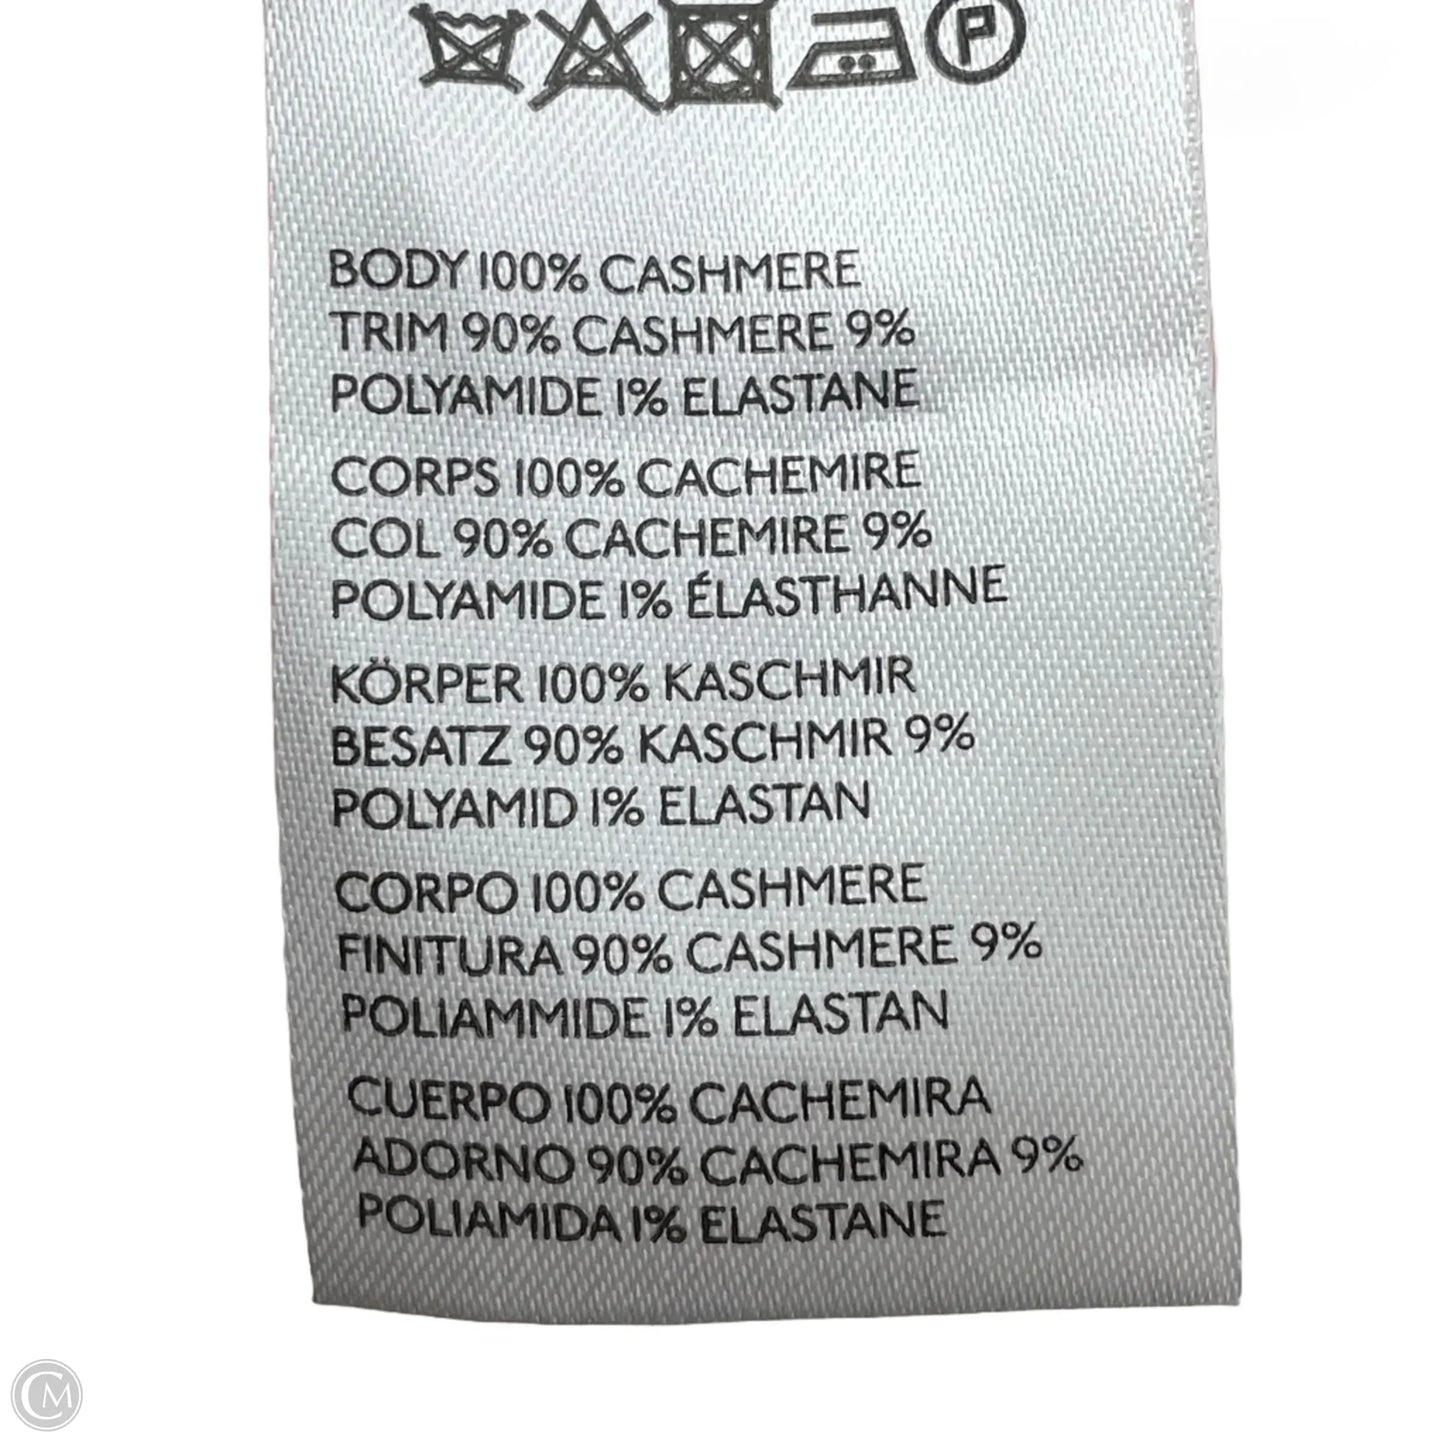 P
BODY 100% CASHMERE
TRIM 90% CASHMERE 9%
POLYAMIDE 1% ELASTANE
CORPS 100% CACHEMIRE
COL 90% CACHEMIRE 9%
POLYAMIDE 1% ÉLASTHANNE
KÖRPER 100% KASCHMIR
BESATZ 90% KASCHMIR 9%
POLYAMID 1% ELASTAN
CORPO 100% CASHMERE
FINITURA 90% CASHMERE 9%
POLIAMMIDE 1% ELASTAN
CUERPO 100% CACHEMIRA
ADORNO 90% CACHEMIRA 9%
POLIAMIDA 1% ELASTANE
CM